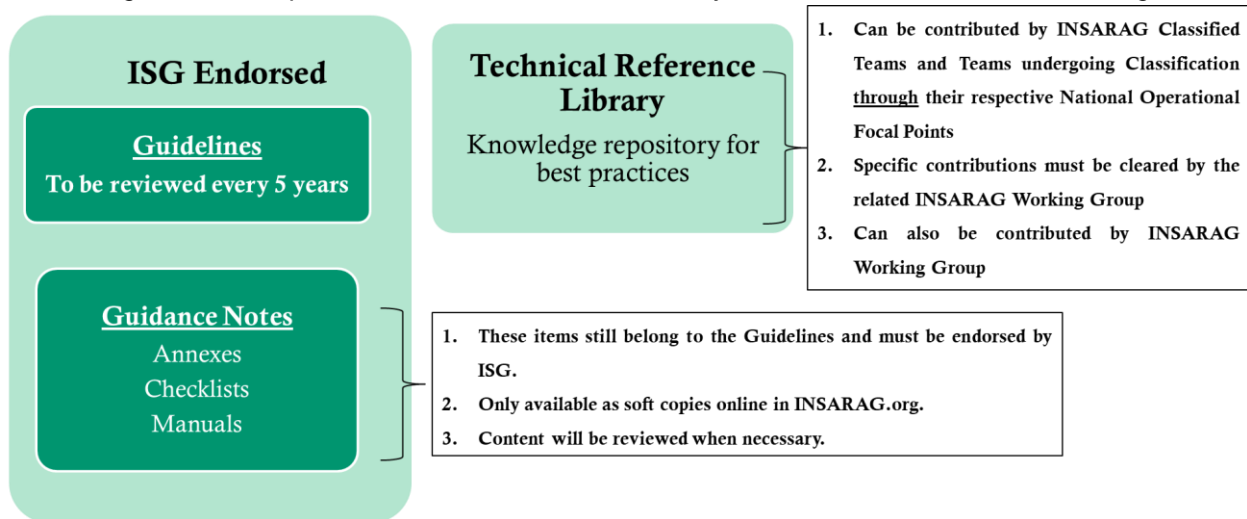 ISG Endorsed
Guidelines
To be reviewed every 5 years
Guidance Notes
Annexes
Checklists
Manuals
Technical Reference
Library
Knowledge repository for
best practices
1. Can be contributed by INSARAG Classified
Teams and Teams undergoing Classification
through their respective National Operational
Focal Points
2. Specific contributions must be cleared by the
related INSARAG Working Group
3. Can also be contributed by INSARAG
Working Group
1. These items still belong to the Guidelines and must be endorsed by
ISG.
2. Only available as soft copies online in INSARAG.org.
3. Content will be reviewed when necessary.